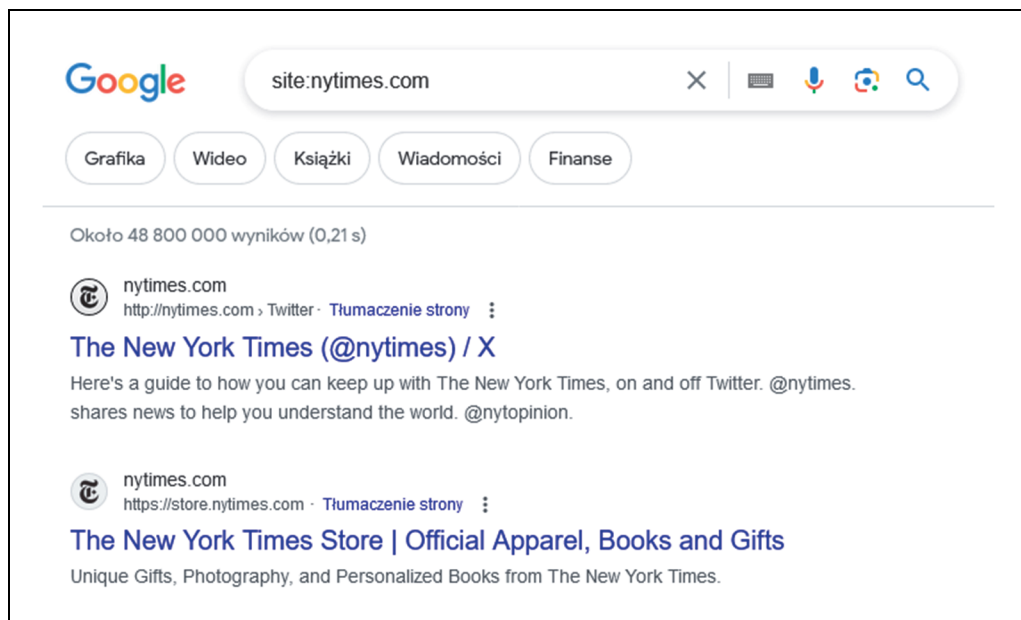 Google
site:nytimes.com
Grafika Wideo Książki Wiadomości Finanse
Około 48 800 000 wyników (0,21 s)
nytimes.com
http://nytimes.com › Twitter · Tłumaczenie strony
The New York Times (@nytimes) / X
Here's a guide to how you can keep up with The New York Times, on and off Twitter. @nytimes.
shares news to help you understand the world. @nytopinion.
nytimes.com
https://store.nytimes.com · Tłumaczenie strony
The New York Times Store | Official Apparel, Books and Gifts
Unique Gifts, Photography, and Personalized Books from The New York Times.